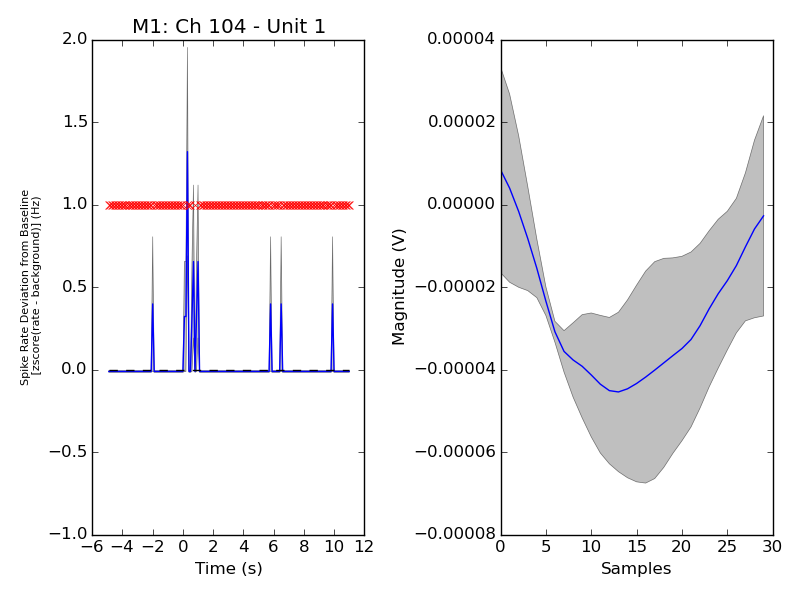 M1: Ch 104 - Unit 1
2.0
1.5
1.0
0.5
0.0
−0.5
−1.0
−6 −4 −2 0 2 4 6 8 10 12
Time (s)
Spike Rate Deviation from Baseline
[zscore(rate - background)] (Hz)
0.00004
0.00002
0.00000
−0.00002
−0.00004
−0.00006
−0.00008
0 5 10 15 20 25 30
Samples
Magnitude (V)